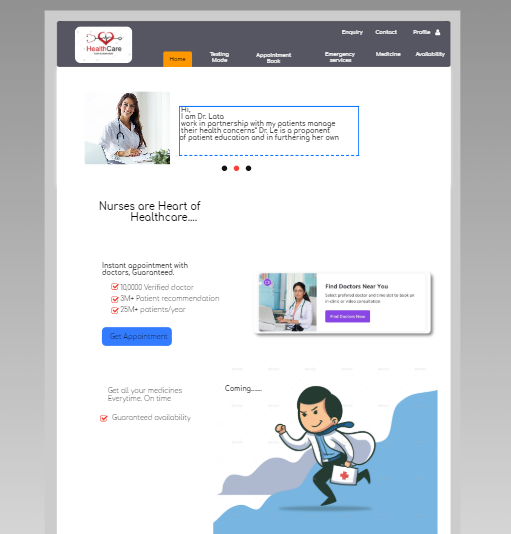 Enquiry Contact Profile
HealthCare
Home
Testing
Mode
Appointment
Book
Emergency
services
Medicine
Availability
Hi,
I am Dr. Lata
work in partnership with my patients manage
their health concerns" Dr. Le is a proponent
of patient education and in furthering her own
Nurses are Heart of
Healthcare....
Instant appointment with
doctors, Guaranteed.
10,0000 Verified doctor
3M+ Patient recommendation
25M+ patients/year
Get Appointment
Find Doctors Near You
Select preferred doctor and time slot to book an
in-clinic or video consultation
Find Doctors Now
Get all your medicines
Everytime. On time
Guaranteed availability
Coming......